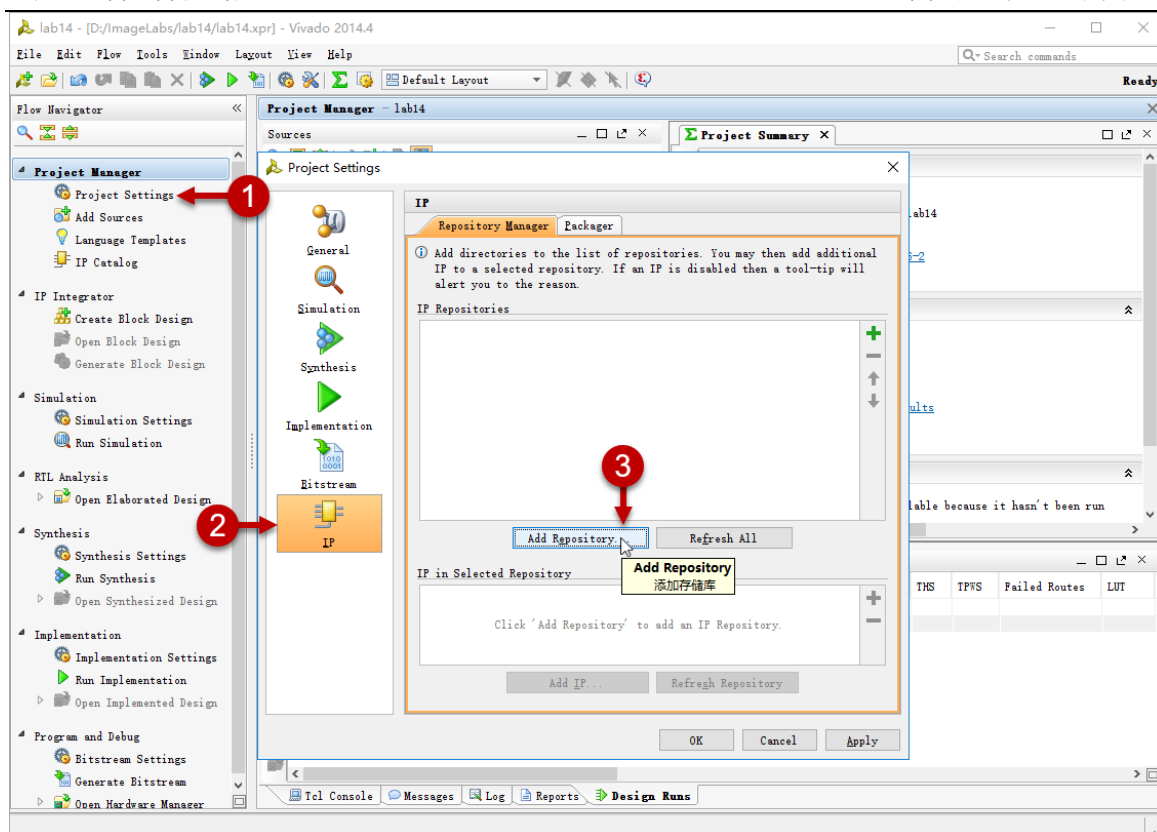 lab14 - [D:/ImageLabs/lab14/lab14.xpr] - Vivado 2014.4
File Edit Flow Tools Window Layout View Help
Search commands
Default Layout
Ready
Flow Navigator
Project Manager
Project Settings
Add Sources
Language Templates
IP Catalog
IP Integrator
Create Block Design
Open Block Design
Generate Block Design
Simulation
Simulation Settings
Run Simulation
RTL Analysis
Open Elaborated Design
Synthesis
Synthesis Settings
Run Synthesis
Open Synthesized Design
Implementation
Implementation Settings
Run Implementation
Open Implemented Design
Program and Debug
Bitstream Settings
Generate Bitstream
Open Hardware Manager
Project Manager - lab14
Sources
Project Summary
ab14
-2
ults
lable because it hasn't been run
THS TPWS Failed Routes LUT
Project Settings
General
Simulation
Synthesis
Implementation
Bitstream
IP
IP
Repository Manager Packager
Add directories to the list of repositories. You may then add additional
IP to a selected repository. If an IP is disabled then a tool-tip will
alert you to the reason.
IP Repositories
Add Repository... Refresh All
Add Repository
添加存储库
IP in Selected Repository
Click 'Add Repository' to add an IP Repository.
Add IP... Refresh Repository
OK Cancel Apply
1
2
3
Tcl Console Messages Log Reports Design Runs